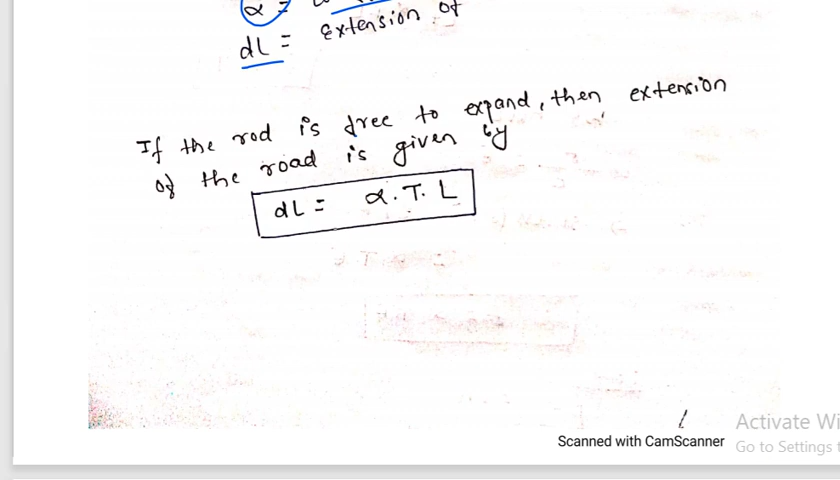 α =
dL = Extension of
If the rod is free to expand, then extension
of the road is given by
dL = α. T. L
Scanned with CamScanner
Activate Wi
Go to Settings t